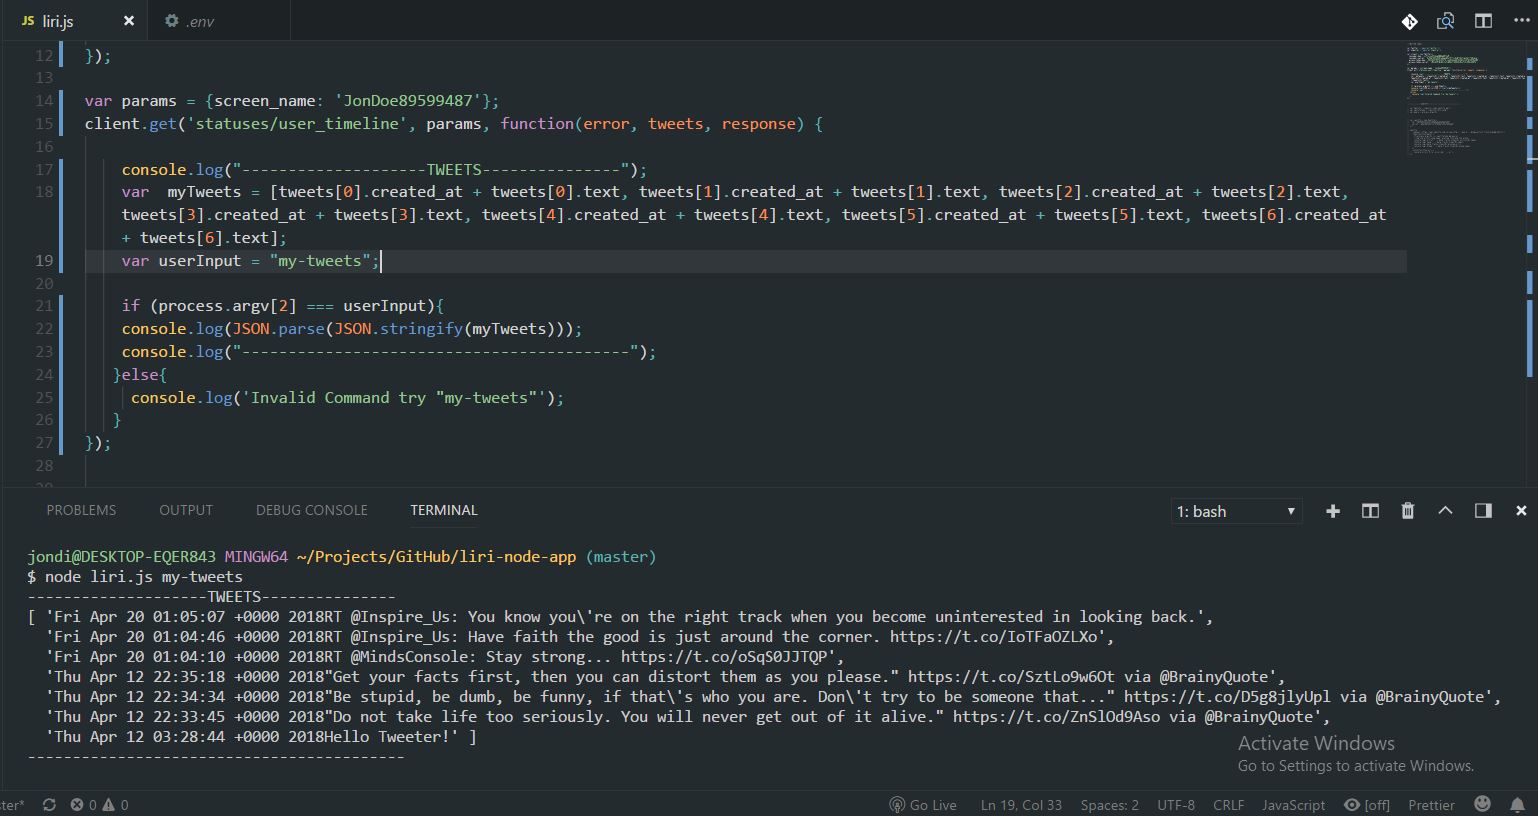 JS liri.js × .env
12 });
13
14 var params = {screen_name: 'JonDoe89599487'};
15 client.get('statuses/user_timeline', params, function(error, tweets, response) {
16
17 console.log("--------------------TWEETS---------------");
18 var  myTweets = [tweets[0].created_at + tweets[0].text, tweets[1].created_at + tweets[1].text, tweets[2].created_at + tweets[2].text,
tweets[3].created_at + tweets[3].text, tweets[4].created_at + tweets[4].text, tweets[5].created_at + tweets[5].text, tweets[6].created_at
+ tweets[6].text];
19 var userInput = "my-tweets";
20
21 if (process.argv[2] === userInput){
22 console.log(JSON.parse(JSON.stringify(myTweets)));
23 console.log("------------------------------------------");
24 }else{
25 console.log('Invalid Command try "my-tweets"');
26 }
27 });
28
PROBLEMS OUTPUT DEBUG CONSOLE TERMINAL 1: bash
jondi@DESKTOP-EQER843 MINGW64 ~/Projects/GitHub/liri-node-app (master)
$ node liri.js my-tweets
--------------------TWEETS---------------
[ 'Fri Apr 20 01:05:07 +0000 2018RT @Inspire_Us: You know you\'re on the right track when you become uninterested in looking back.',
'Fri Apr 20 01:04:46 +0000 2018RT @Inspire_Us: Have faith the good is just around the corner. https://t.co/IoTFaOZLXo',
'Fri Apr 20 01:04:10 +0000 2018RT @MindsConsole: Stay strong... https://t.co/oSqS0JJTQP',
'Thu Apr 12 22:35:18 +0000 2018"Get your facts first, then you can distort them as you please." https://t.co/SztLo9w6Ot via @BrainyQuote',
'Thu Apr 12 22:34:34 +0000 2018"Be stupid, be dumb, be funny, if that\'s who you are. Don\'t try to be someone that..." https://t.co/D5g8jlyUpl via @BrainyQuote',
'Thu Apr 12 22:33:45 +0000 2018"Do not take life too seriously. You will never get out of it alive." https://t.co/ZnSlOd9Aso via @BrainyQuote',
'Thu Apr 12 03:28:44 +0000 2018Hello Tweeter!' ]
------------------------------------------
Activate Windows
Go to Settings to activate Windows.
ter* 0 0 Go Live Ln 19, Col 33 Spaces: 2 UTF-8 CRLF JavaScript [off] Prettier